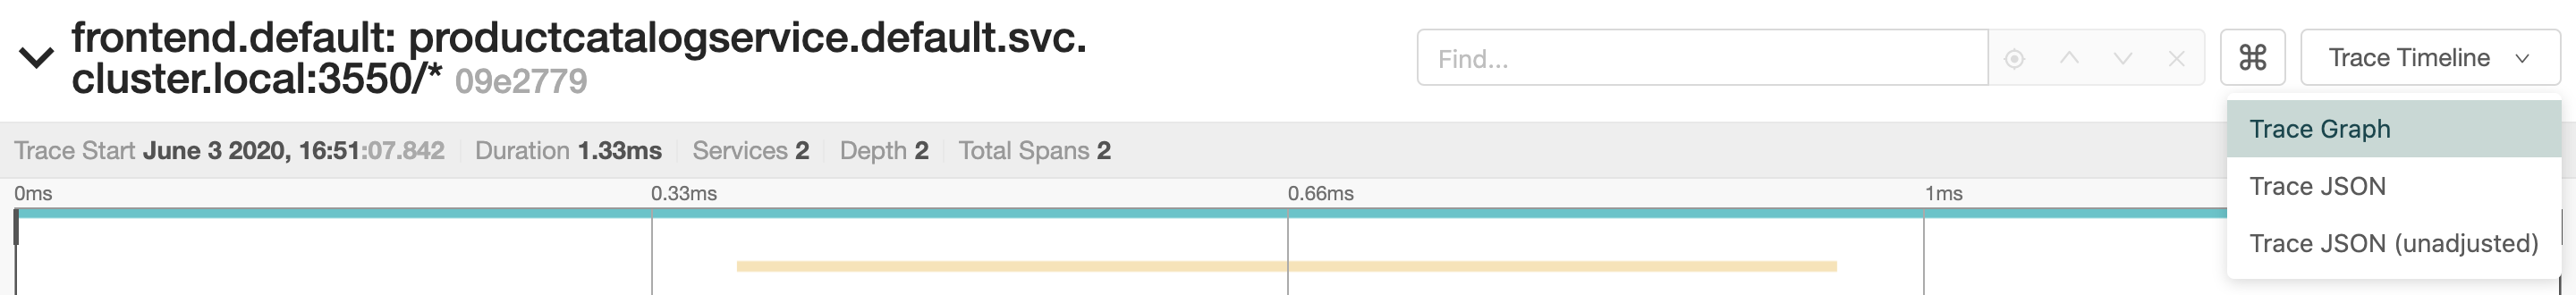 frontend.default: productcatalogservice.default.svc.
cluster.local:3550/* 09e2779
Find...
⌘
Trace Timeline
Trace Graph
Trace JSON
Trace JSON (unadjusted)
Trace Start June 3 2020, 16:51:07.842 Duration 1.33ms Services 2 Depth 2 Total Spans 2
0ms 0.33ms 0.66ms 1ms